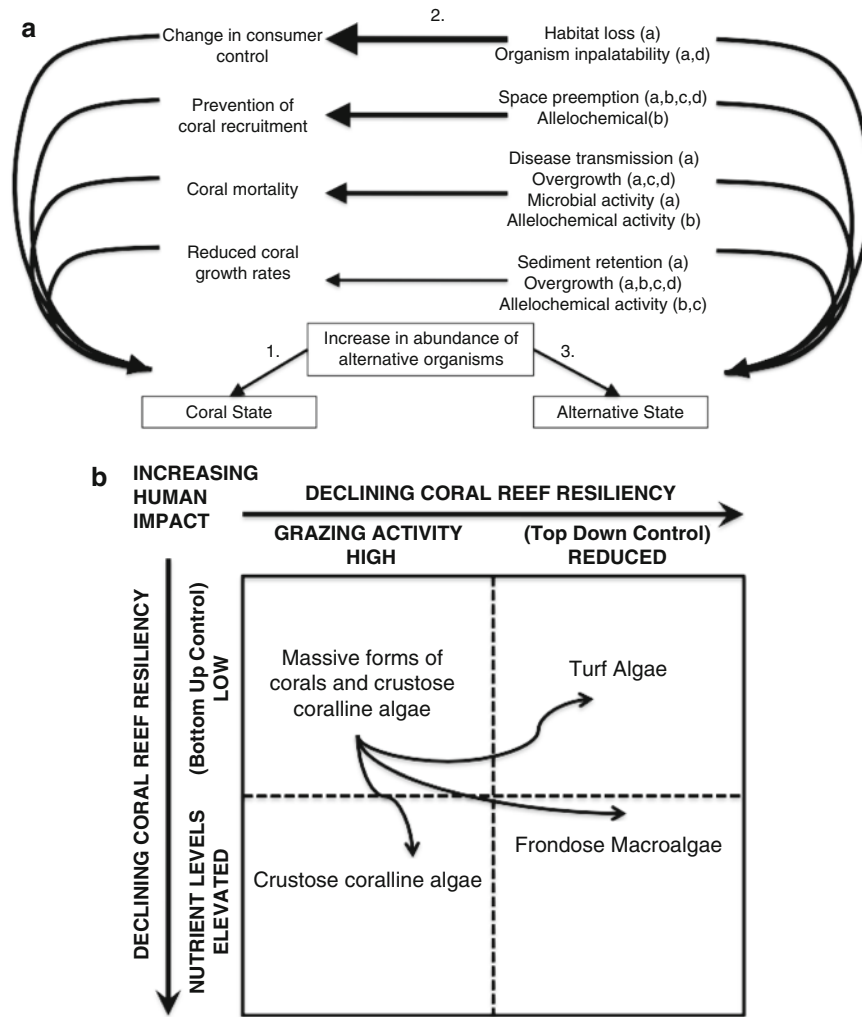 a
2.
Change in consumer
control
Habitat loss (a)
Organism inpalatability (a,d)
Prevention of
coral recruitment
Space preemption (a,b,c,d)
Allelochemical(b)
Coral mortality
Disease transmission (a)
Overgrowth (a,c,d)
Microbial activity (a)
Allelochemical activity (b)
Reduced coral
growth rates
Sediment retention (a)
Overgrowth (a,b,c,d)
Allelochemical activity (b,c)
1.
Increase in abundance of
alternative organisms
3.
Coral State
Alternative State
b
INCREASING
HUMAN
IMPACT
DECLINING CORAL REEF RESILIENCY
GRAZING ACTIVITY
HIGH
(Top Down Control)
REDUCED
DECLINING CORAL REEF RESILIENCY
(Bottom Up Control)
LOW
NUTRIENT LEVELS
ELEVATED
Massive forms of
corals and crustose
coralline algae
Turf Algae
Crustose coralline algae
Frondose Macroalgae